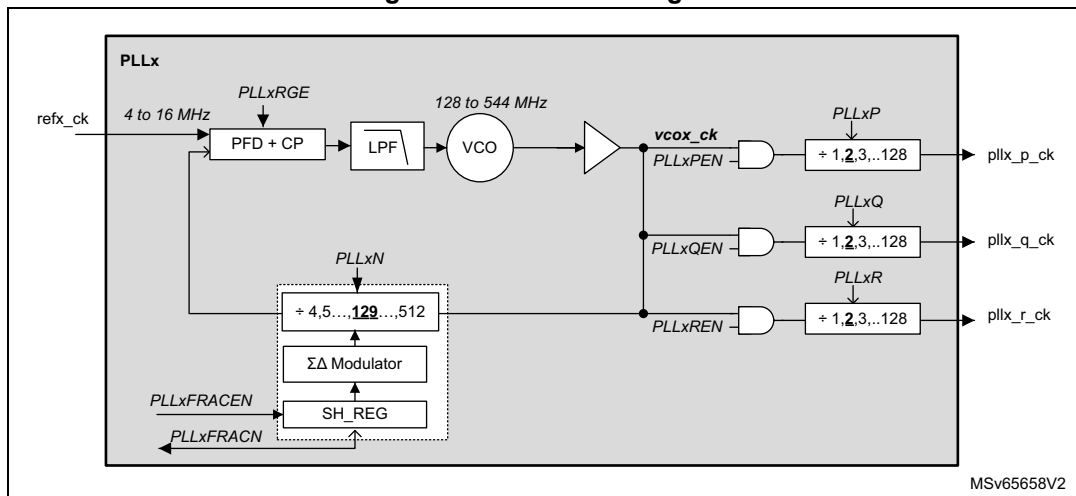 PLLx
PLLxRGE
128 to 544 MHz
refx_ck
4 to 16 MHz
PFD + CP
LPF
VCO
vcox_ck
PLLxPEN
PLLxP
÷ 1,2,3,..128
pllx_p_ck
PLLxQ
PLLxQEN
÷ 1,2,3,..128
pllx_q_ck
PLLxN
÷ 4,5...,129...,512
PLLxR
PLLxREN
÷ 1,2,3,..128
pllx_r_ck
ΣΔ Modulator
PLLxFRACEN
SH_REG
PLLxFRACN
MSv65658V2